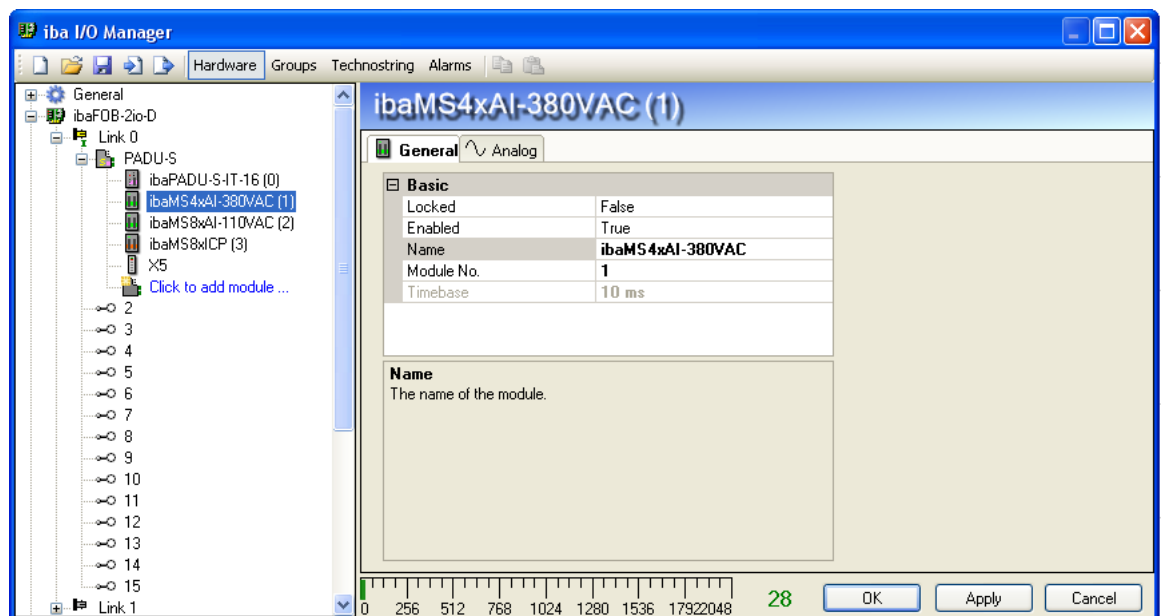 iba I/O Manager
Hardware Groups Technostring Alarms
General
ibaFOB-2io-D
Link 0
PADU-S
ibaPADU-S-IT-16 (0)
ibaMS4xAI-380VAC (1)
ibaMS8xAI-110VAC (2)
ibaMS8xICP (3)
X5
Click to add module ...
2
3
4
5
6
7
8
9
10
11
12
13
14
15
Link 1
ibaMS4xAI-380VAC (1)
General Analog
Basic
Locked False
Enabled True
Name ibaMS4xAI-380VAC
Module No. 1
Timebase 10 ms
Name
The name of the module.
0 256 512 768 1024 1280 1536 17922048
28
OK Apply Cancel